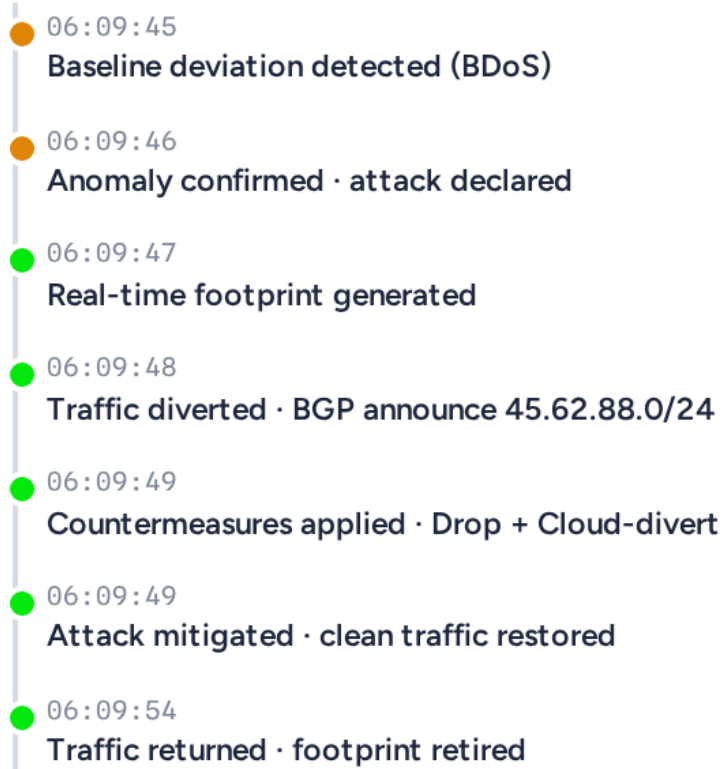 06:09:45
Baseline deviation detected (BDoS)
06:09:46
Anomaly confirmed · attack declared
06:09:47
Real-time footprint generated
06:09:48
Traffic diverted · BGP announce 45.62.88.0/24
06:09:49
Countermeasures applied · Drop + Cloud-divert
06:09:49
Attack mitigated · clean traffic restored
06:09:54
Traffic returned · footprint retired